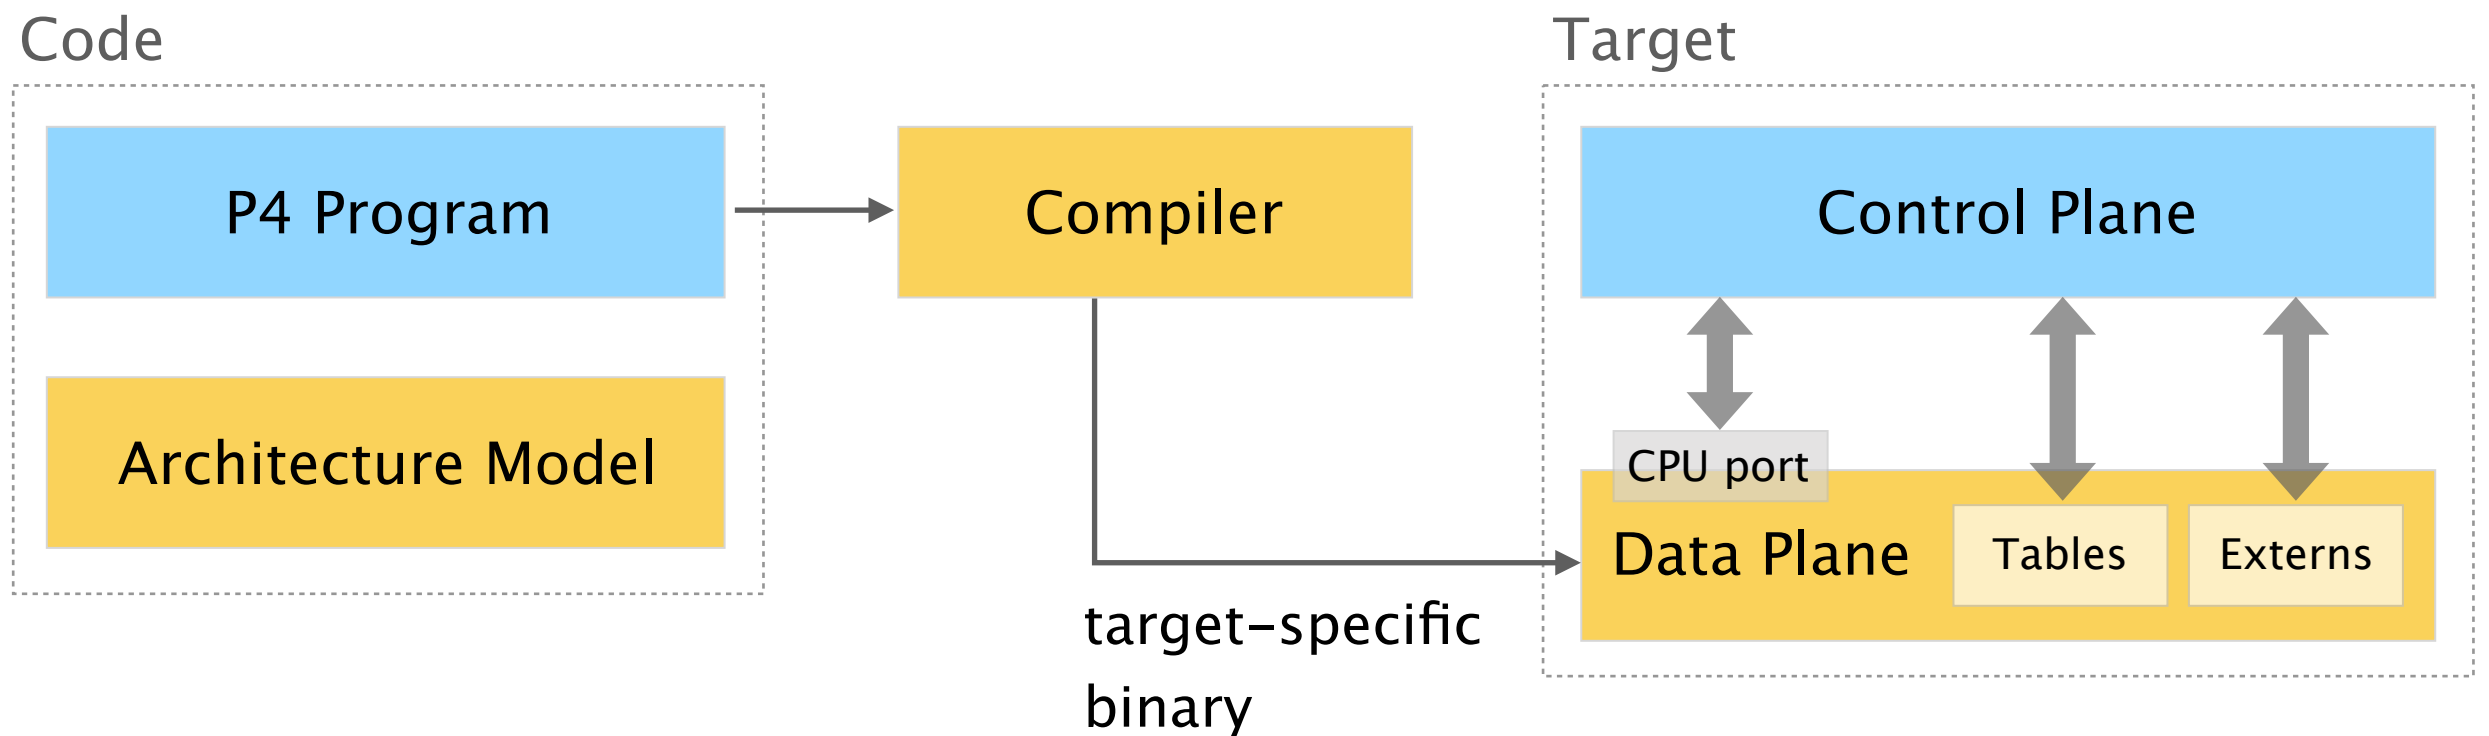 Code
Target
P4 Program
Compiler
Control Plane
Architecture Model
CPU port
Data Plane
Tables
Externs
target-specific
binary